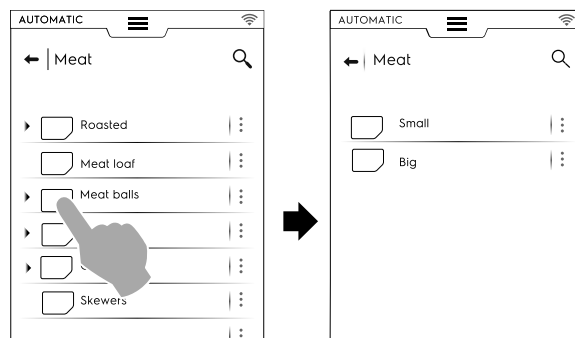 AUTOMATIC
Meat
Roasted
Meat loaf
Meat balls
Skewers
AUTOMATIC
Meat
Small
Big